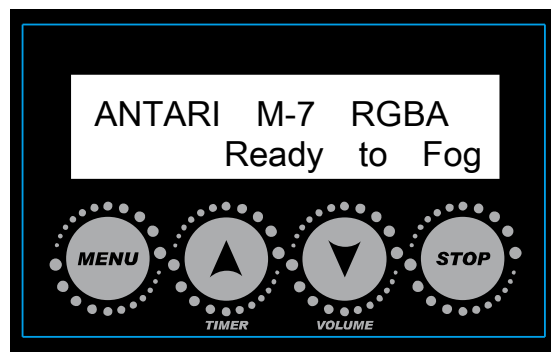 ANTARI M-7 RGBA
Ready to Fog
MENU
STOP
TIMER
VOLUME